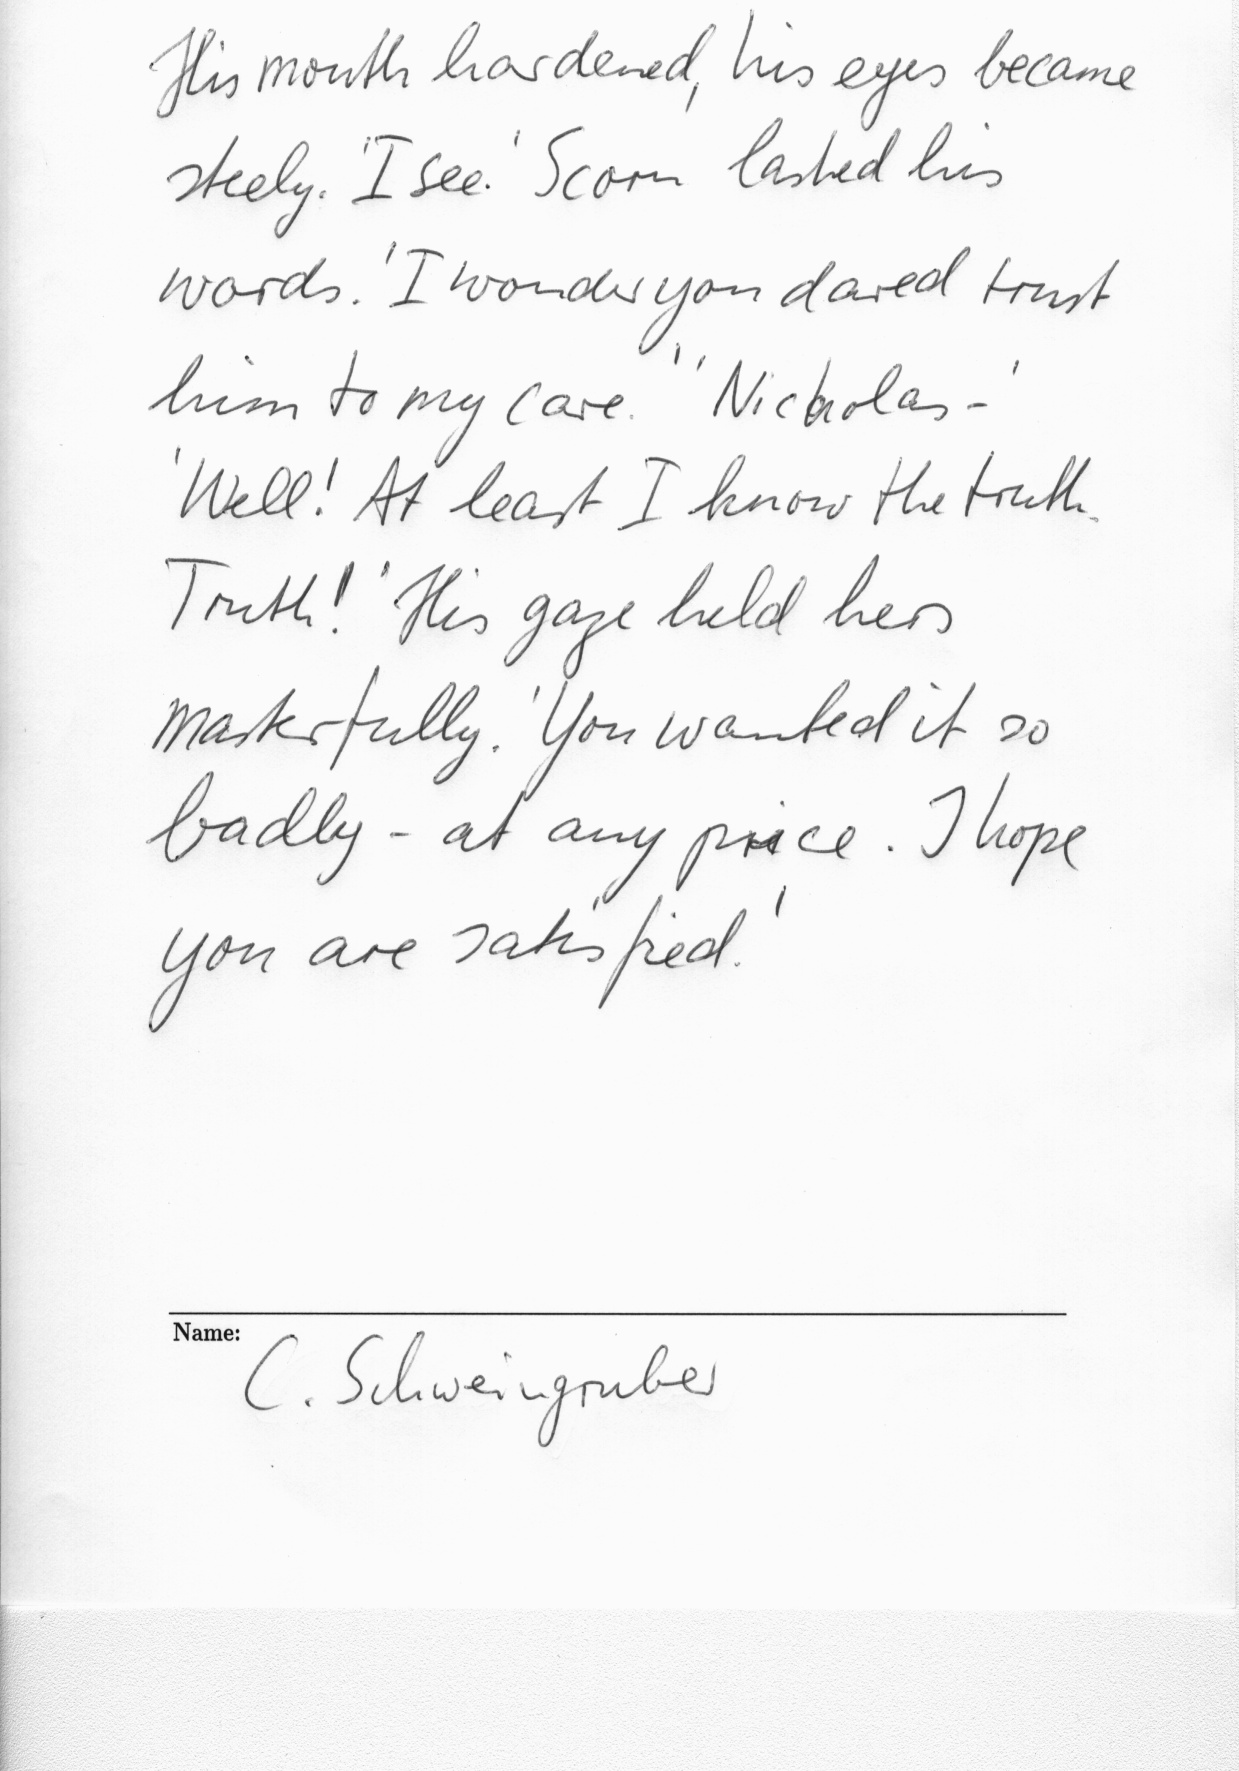 His mouth hardened, his eyes became
steely. 'I see.' Scorn lashed his
words. 'I wonder you dared trust
him to my care.' 'Nicholas -'
'Well! At least I know the truth.
Truth!' His gaze held hers
masterfully. 'You wanted it so
badly - at any price. I hope
you are satisfied.'
Name:
C. Schweingruber